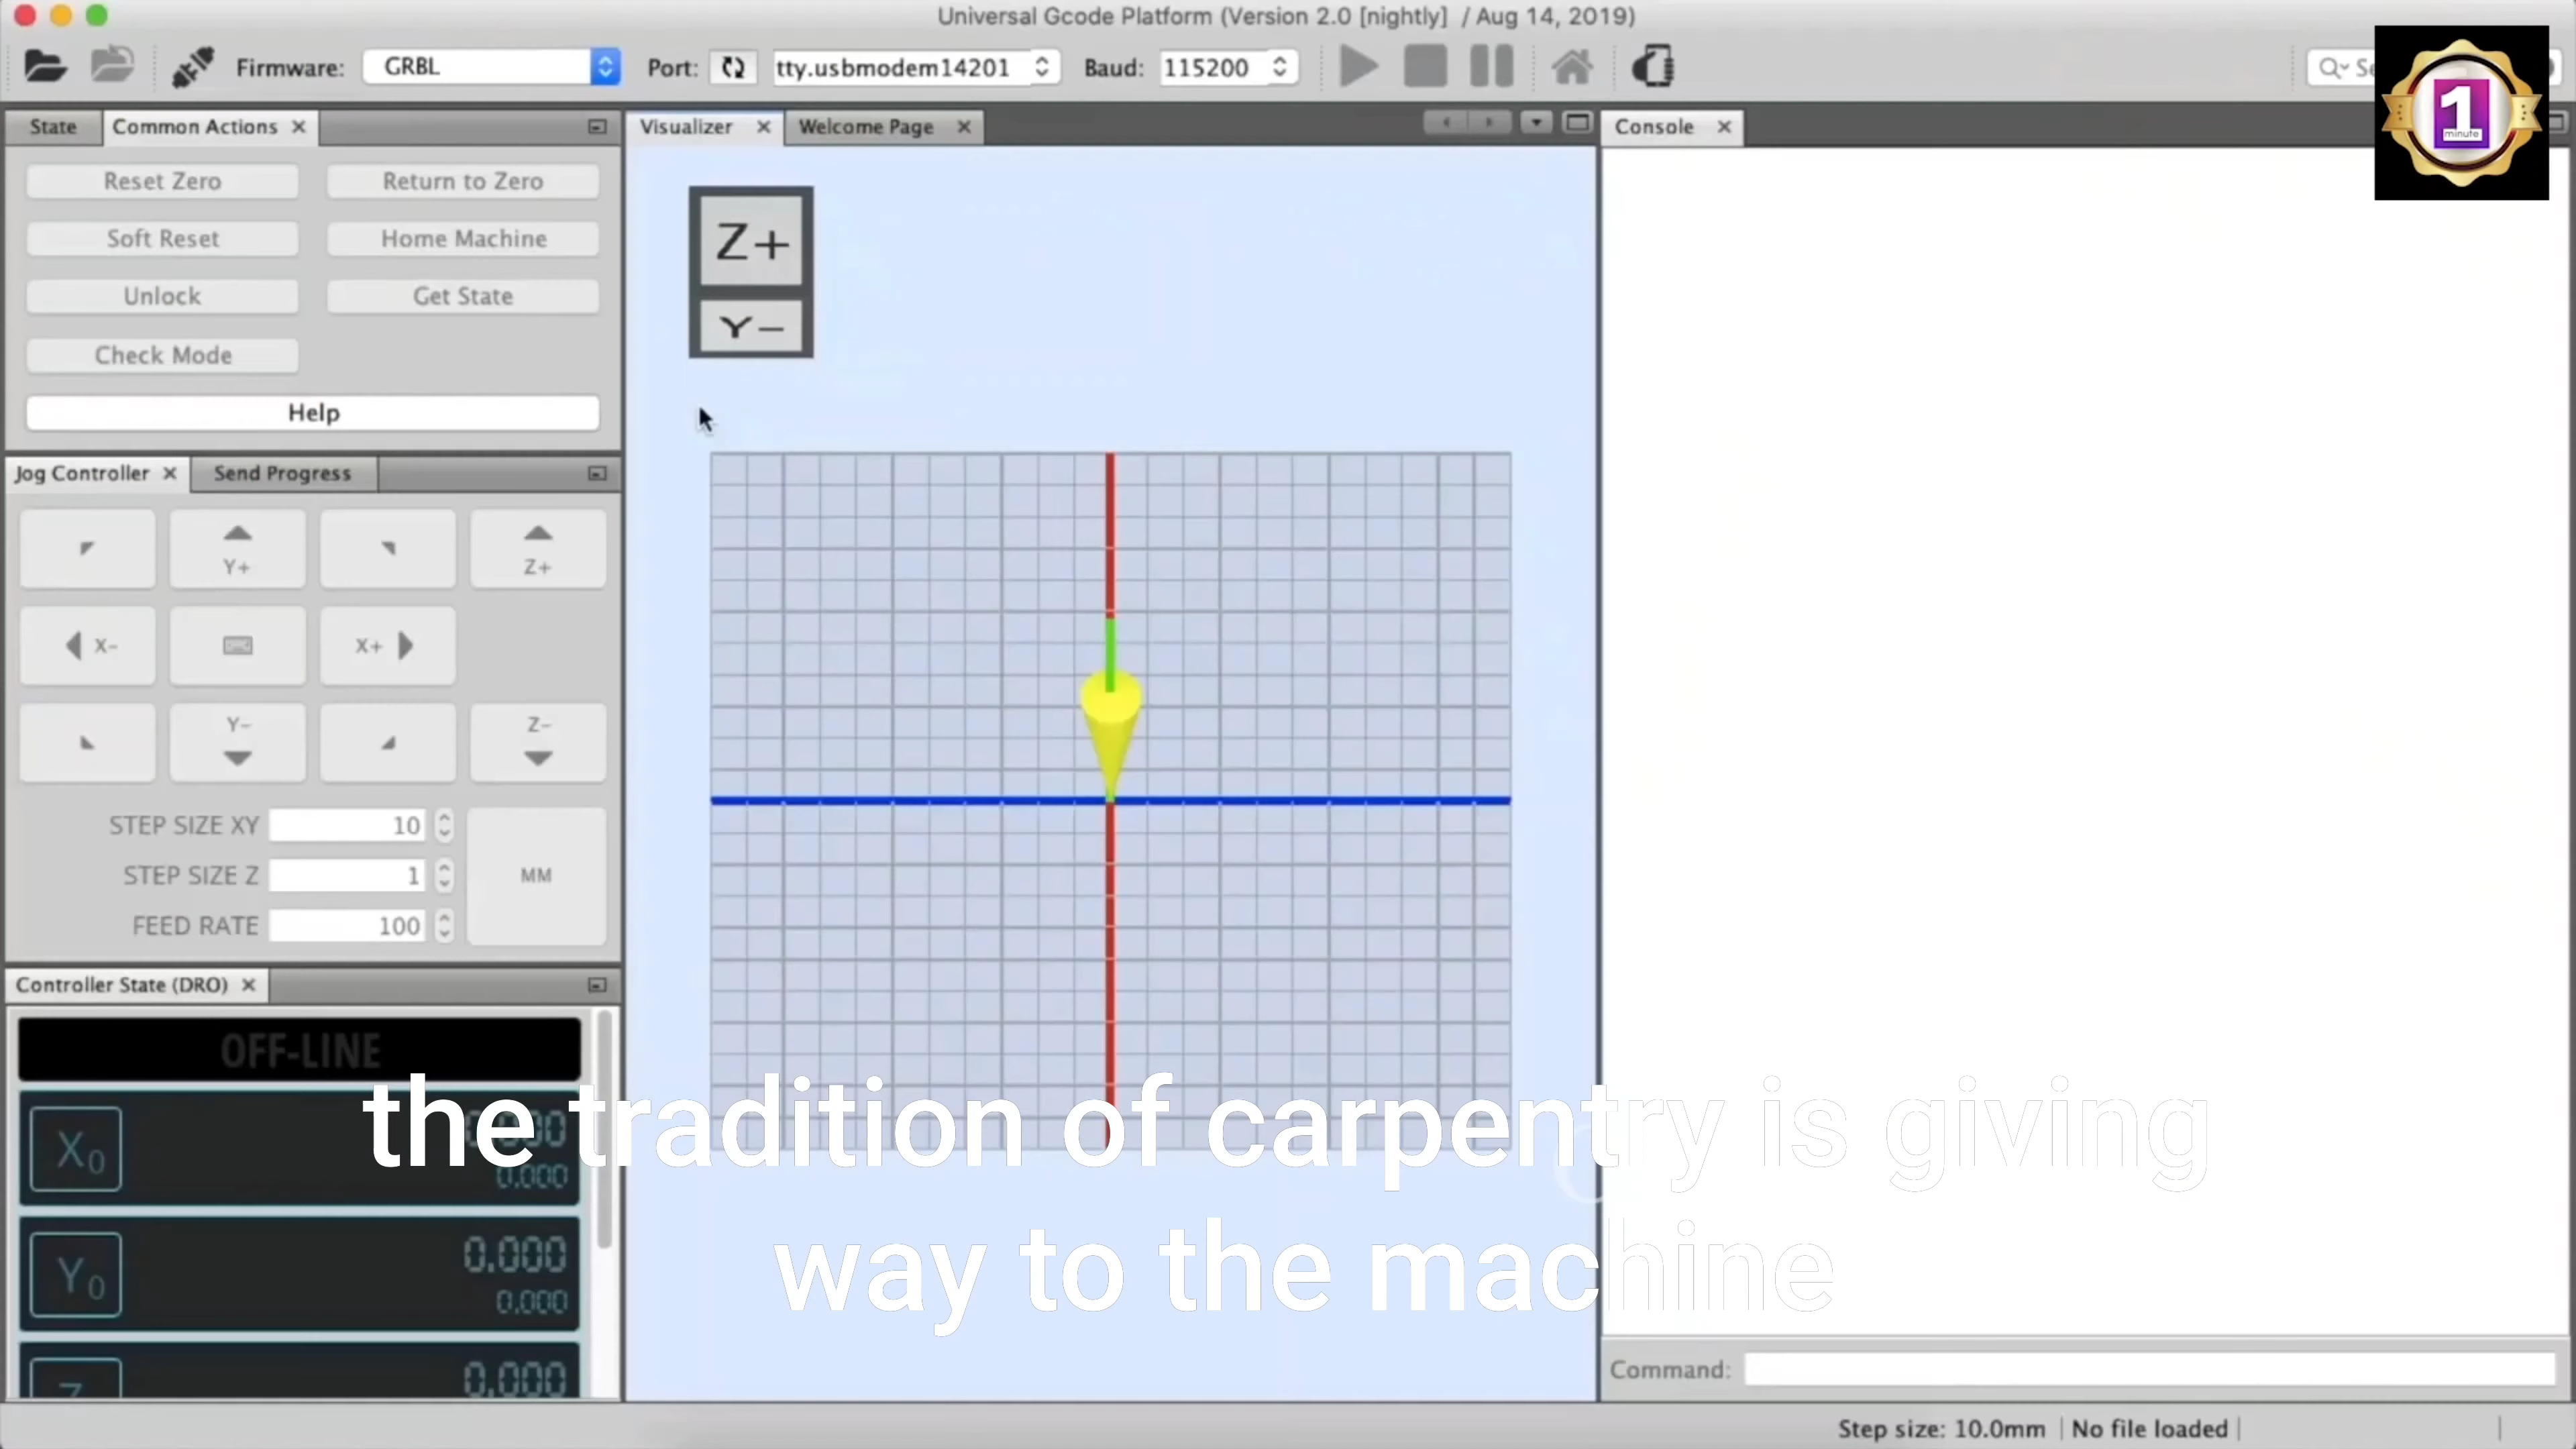 Universal Gcode Platform (Version 2.0 [nightly] / Aug 14, 2019)
Firmware: GRBL Port: tty.usbmodem14201 Baud: 115200
1
minute
State Common Actions
Reset Zero Return to Zero
Soft Reset Home Machine
Unlock Get State
Check Mode
Help
Visualizer Welcome Page
Z+
Y-
Console
Jog Controller Send Progress
Y+ Z+
X- X+
Y- Z-
STEP SIZE XY 10
STEP SIZE Z 1
FEED RATE 100
MM
Controller State (DRO)
OFF-LINE
X0
0.000
Y0 0.000
0.000
0.000
the tradition of carpentry is giving
way to the machine
Command:
Step size: 10.0mm No file loaded